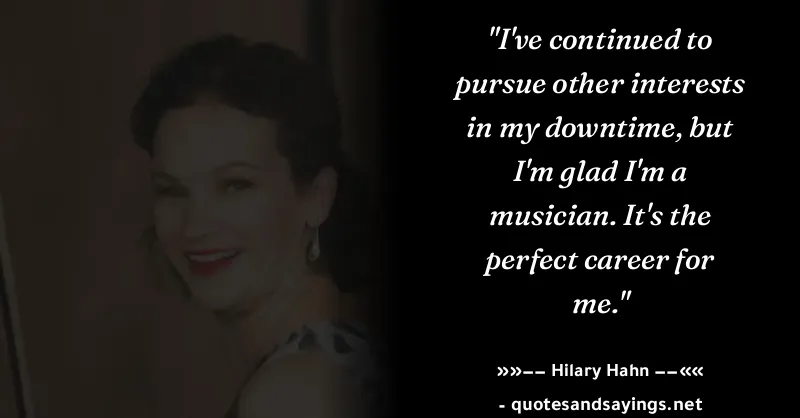 "I've continued to
pursue other interests
in my downtime, but
I'm glad I'm a
musician. It's the
perfect career for
me."
»»−− Hilary Hahn −−««
- quotesandsayings.net